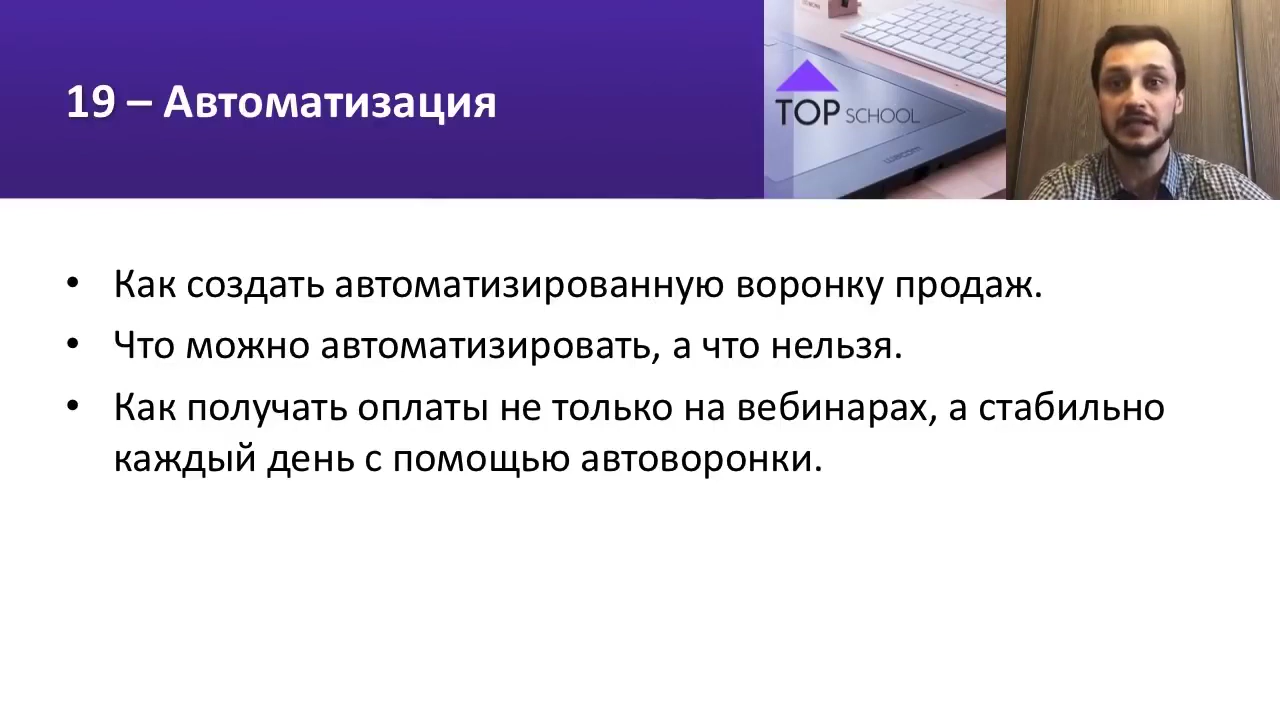 19 – Автоматизация
TOP SCHOOL
• Как создать автоматизированную воронку продаж.
• Что можно автоматизировать, а что нельзя.
• Как получать оплаты не только на вебинарах, а стабильно
каждый день с помощью автоворонки.